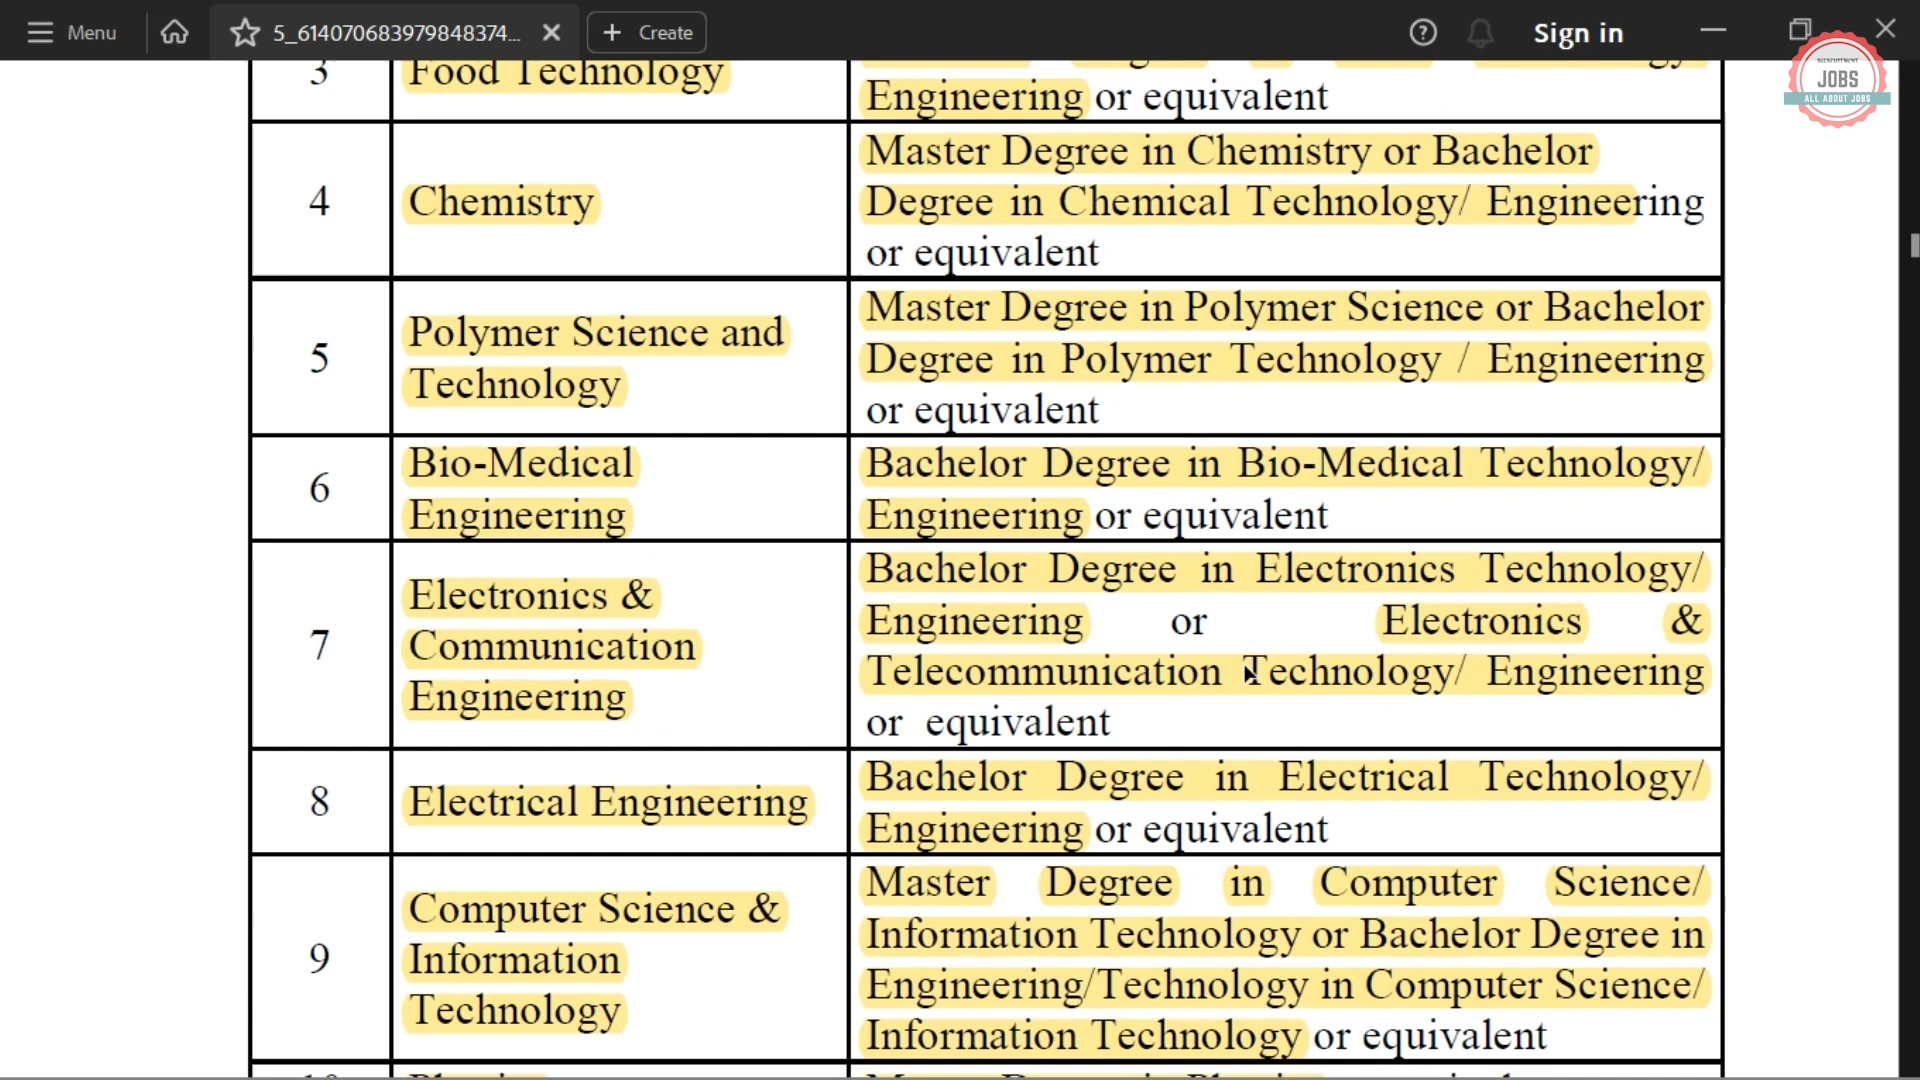 Menu
5_614070683979848374...
Create
Sign in
RECRUITMENT
JOBS
ALL ABOUT JOBS
3
Food Technology
Engineering or equivalent
4
Chemistry
Master Degree in Chemistry or Bachelor
Degree in Chemical Technology/ Engineering
or equivalent
5
Polymer Science and
Technology
Master Degree in Polymer Science or Bachelor
Degree in Polymer Technology / Engineering
or equivalent
6
Bio-Medical
Engineering
Bachelor Degree in Bio-Medical Technology/
Engineering or equivalent
7
Electronics &
Communication
Engineering
Bachelor Degree in Electronics Technology/
Engineering or Electronics &
Telecommunication Technology/ Engineering
or equivalent
8
Electrical Engineering
Bachelor Degree in Electrical Technology/
Engineering or equivalent
9
Computer Science &
Information
Technology
Master Degree in Computer Science/
Information Technology or Bachelor Degree in
Engineering/Technology in Computer Science/
Information Technology or equivalent